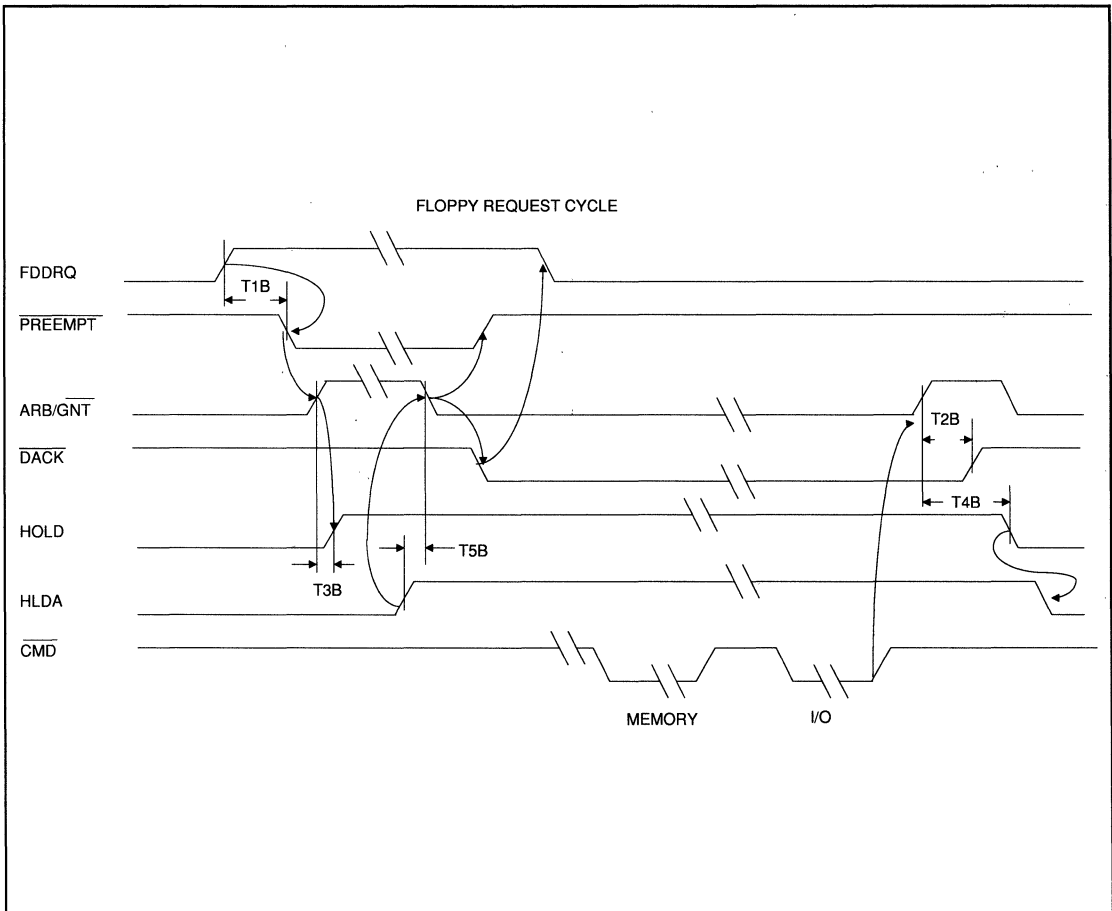 FLOPPY REQUEST CYCLE
FDDRQ
T1B
PREEMPT
ARB/GNT
T2B
DACK
T4B
HOLD
T5B
T3B
HLDA
CMD
MEMORY
I/O